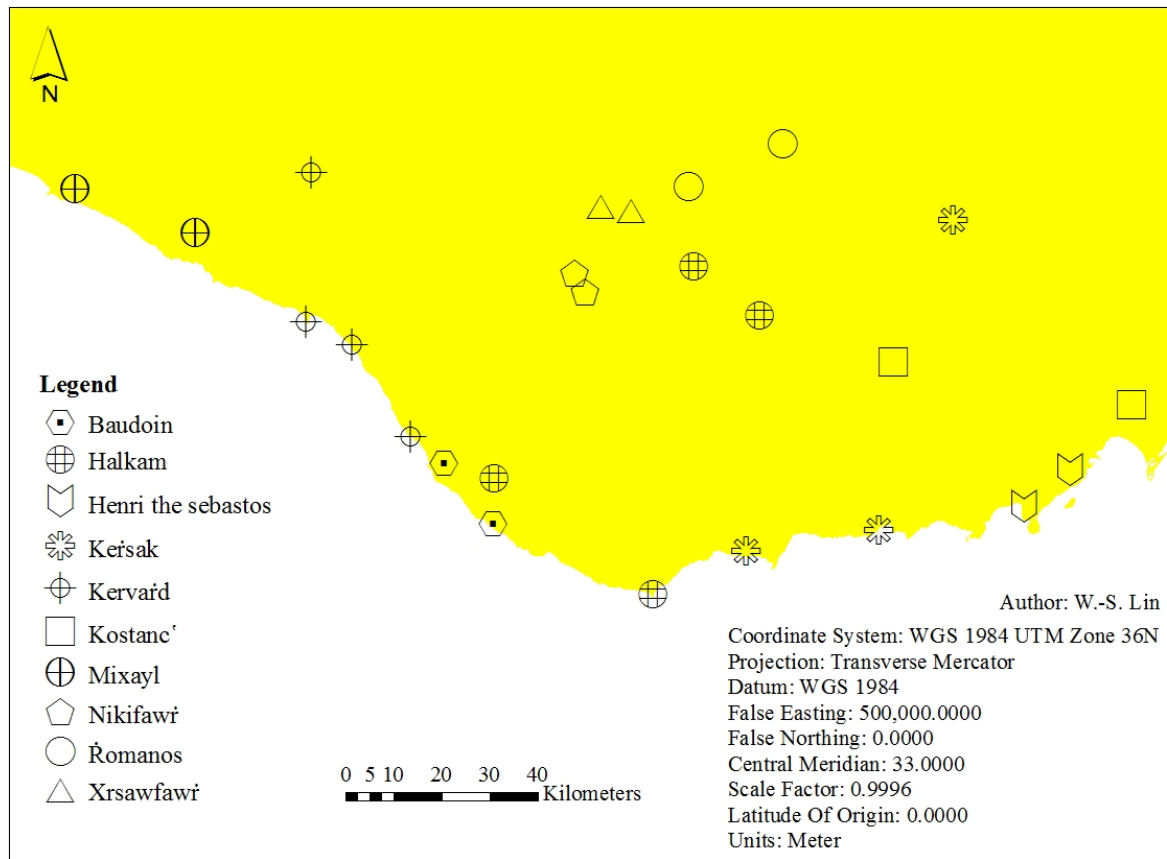 N
Legend
Baudoin
Halkam
Henri the sebastos
Keṙsak
Kervaṙd
Kostancʿ
Mixayl
Nikifawṙ
Ṙomanos
Xrsawfawṙ
0 5 10 20 30 40
Kilometers
Author: W.-S. Lin
Coordinate System: WGS 1984 UTM Zone 36N
Projection: Transverse Mercator
Datum: WGS 1984
False Easting: 500,000.0000
False Northing: 0.0000
Central Meridian: 33.0000
Scale Factor: 0.9996
Latitude Of Origin: 0.0000
Units: Meter